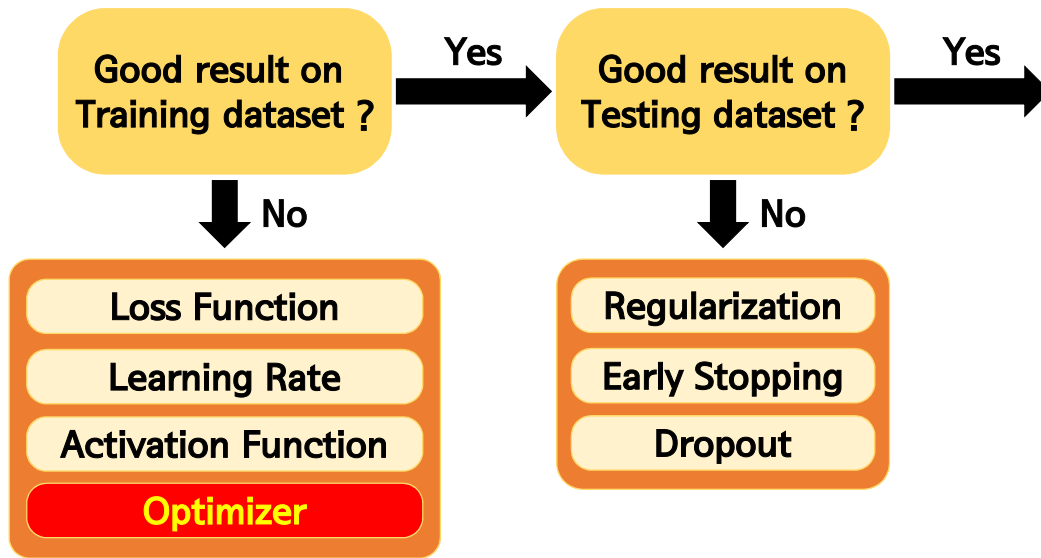 Good result on
Training dataset ?
Yes
Good result on
Testing dataset ?
Yes
No
No
Loss Function
Learning Rate
Activation Function
Optimizer
Regularization
Early Stopping
Dropout